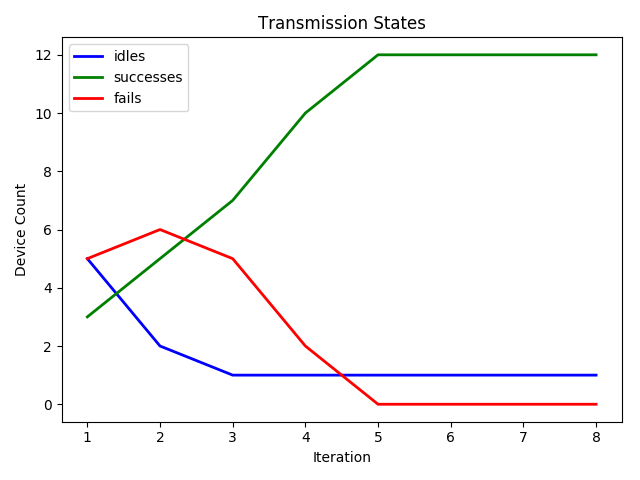 Transmission States
idles
successes
fails
12
10
8
6
4
2
0
Device Count
1 2 3 4 5 6 7 8
Iteration